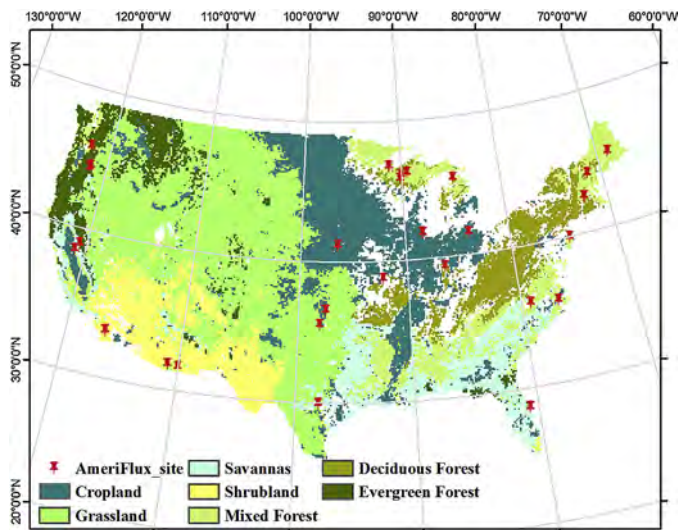 130°0'0"W 120°0'0"W 110°0'0"W 100°0'0"W 90°0'0"W 80°0'0"W 70°0'0"W 60°0'0"W
50°0'0"N
40°0'0"N
30°0'0"N
20°0'0"N
AmeriFlux_site Savannas Deciduous Forest
Cropland Shrubland Evergreen Forest
Grassland Mixed Forest